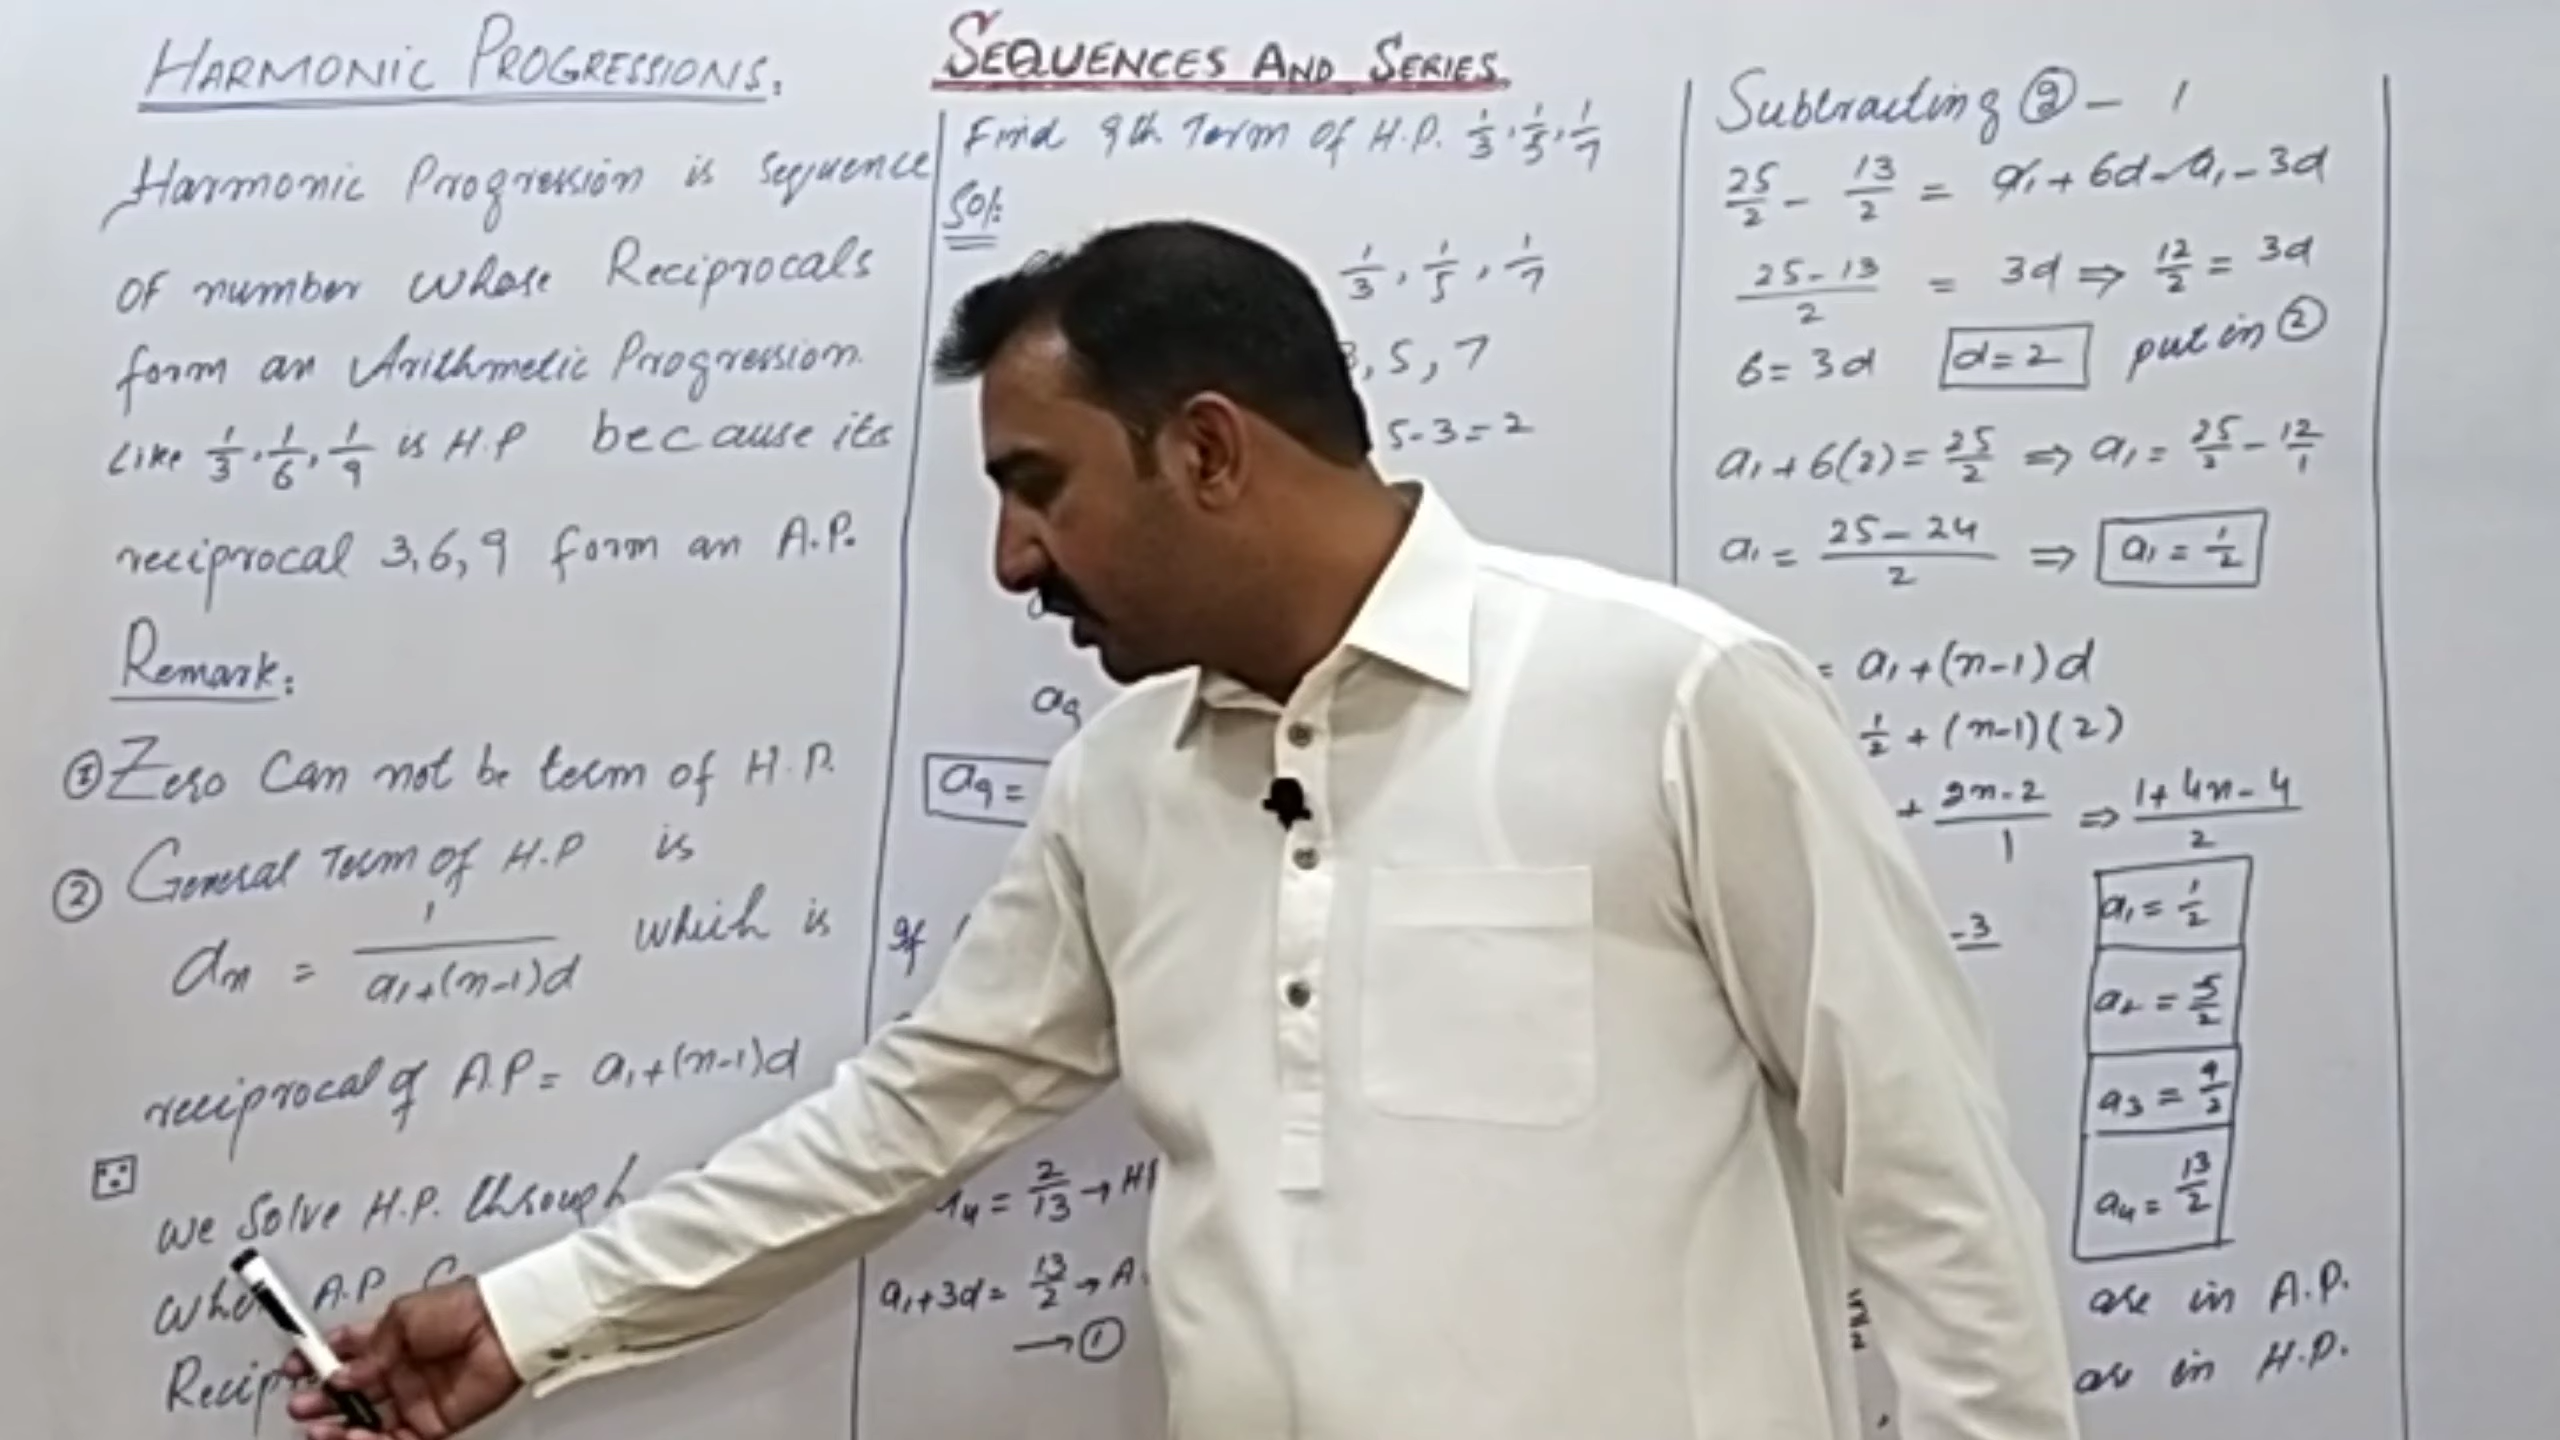 HARMONIC PROGRESSIONS:
Harmonic Progression is Sequence
OF number whose Reciprocals
form an Arithmetic Progression.
Like 1/3, 1/6, 1/9 is H.P because its
reciprocal 3,6,9 form an A.P.
Remark:
① Zero Can not be term of H.P.
② General Term of H.P is
an = 1/(a1+(n-1)d) which is
reciprocal of A.P = a1+(n-1)d
We Solve H.P. through
A.P.
SEQUENCES AND SERIES
Find 9th Term of H.P. 1/3, 1/5, 1/7
Sol:
1/3, 1/5, 1/7
, 5, 7
5-3=2
a9
a9 =
If
= 2/13 → H
a1+3d = 13/2 → A.
→ ①
Subtracting ② - 1
25/2 - 13/2 = a1+6d-a1-3d
(25-13)/2 = 3d ⇒ 12/2 = 3d
6 = 3d d=2 put in ②
a1+6(2) = 25/2 ⇒ a1 = 25/2 - 12/1
a1 = (25-24)/2 ⇒ a1 = 1/2
= a1+(n-1)d
1/2 + (n-1)(2)
+ (2n-2)/1 ⇒ (1+4n-4)/2
-3
a1 = 1/2
a2 = 5/2
a3 = 9/2
a4 = 13/2
are in A.P.
are in H.P.